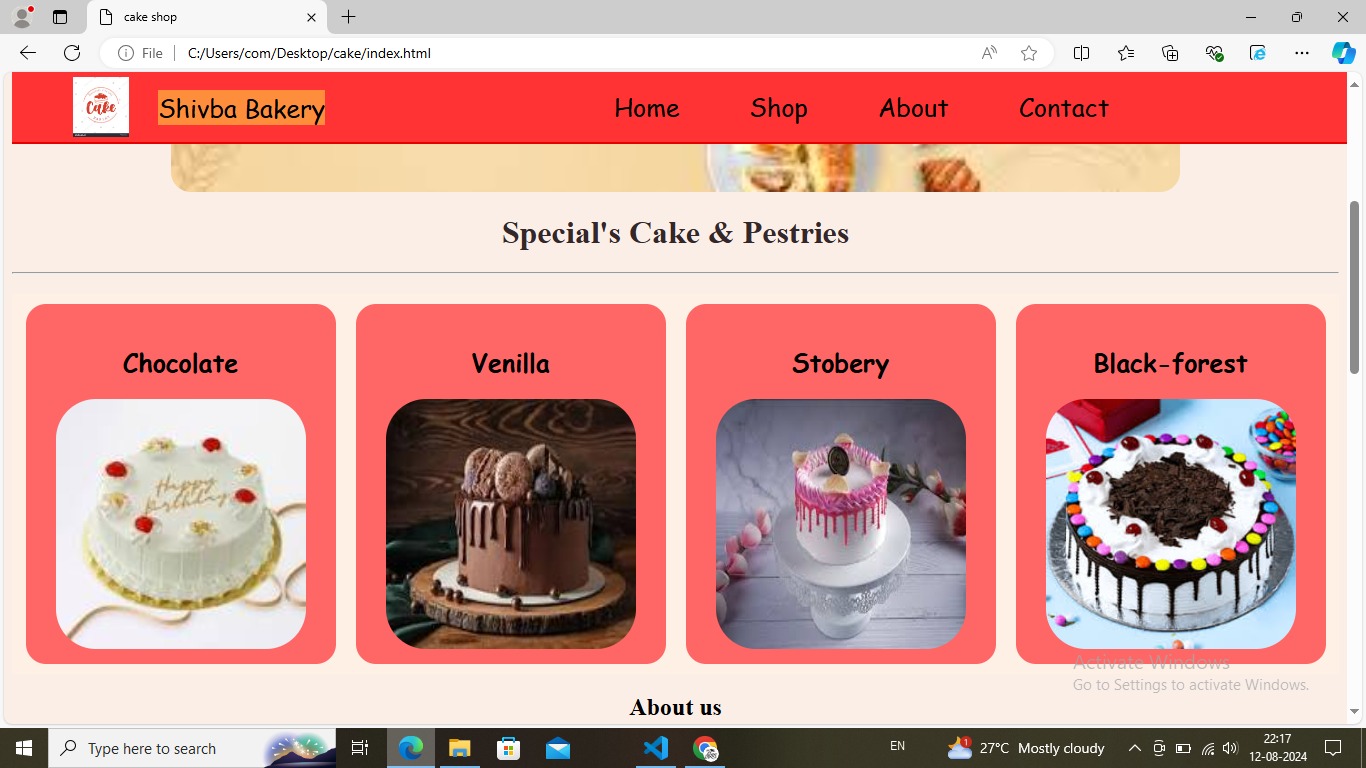 cake shop
File
C:/Users/com/Desktop/cake/index.html
Cake
Shivba Bakery
Home
Shop
About
Contact
Special's Cake & Pestries
Chocolate
Venilla
Stobery
Black-forest
Happy
Birthday
Activate Windows
Go to Settings to activate Windows.
About us
Type here to search
EN
1
27°C Mostly cloudy
22:17
12-08-2024